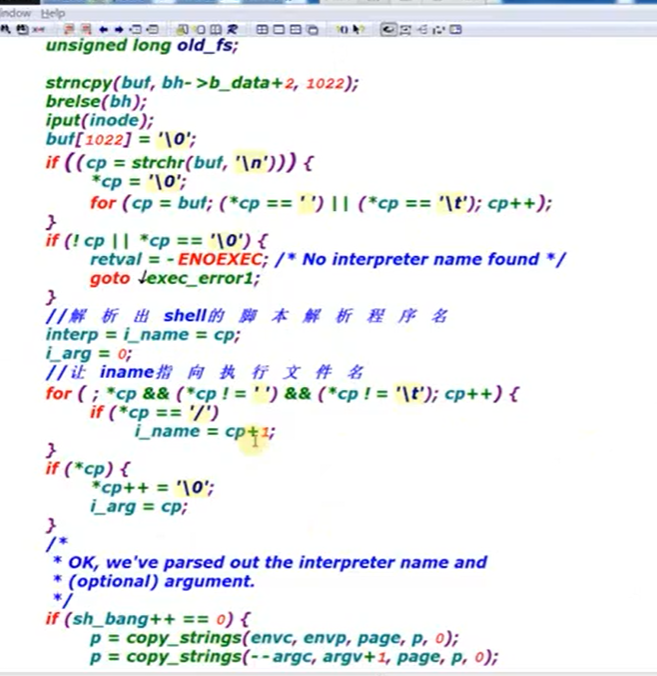 indow Help
unsigned long old_fs;
strncpy(buf, bh->b_data+2, 1022);
brelse(bh);
iput(inode);
buf[1022] = '\0';
if ((cp = strchr(buf, '\n'))) {
*cp = '\0';
for (cp = buf; (*cp == ' ') || (*cp == '\t'); cp++);
}
if (! cp || *cp == '\0') {
retval = -ENOEXEC; /* No interpreter name found */
goto ↓exec_error1;
}
//解 析 出 shell的 脚 本 解 析 程 序 名
interp = i_name = cp;
i_arg = 0;
//让 iname指 向 执 行 文 件 名
for ( ; *cp && (*cp != ' ') && (*cp != '\t'); cp++) {
if (*cp == '/')
i_name = cp+1;
}
if (*cp) {
*cp++ = '\0';
i_arg = cp;
}
/*
* OK, we've parsed out the interpreter name and
* (optional) argument.
*/
if (sh_bang++ == 0) {
p = copy_strings(envc, envp, page, p, 0);
p = copy_strings(--argc, argv+1, page, p, 0);